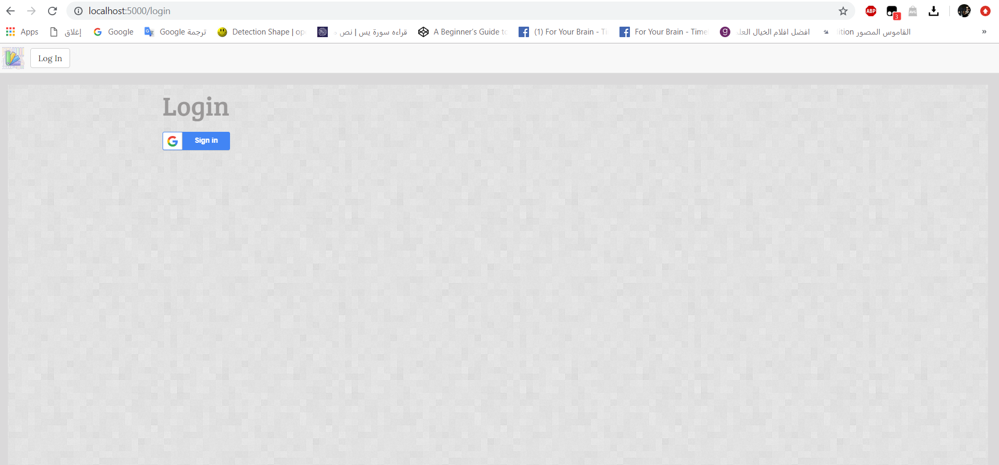 localhost:5000/login
ABP
3
AVG
Apps
إغلاق
Google
ترجمة Google
Detection Shape | op
قراءه سورة يس | نص
A Beginner’s Guide to
(1) For Your Brain - Ti
For Your Brain - Time
افضل افلام الخيال العل
القاموس المصور ition
»
Log In
Login
Sign in